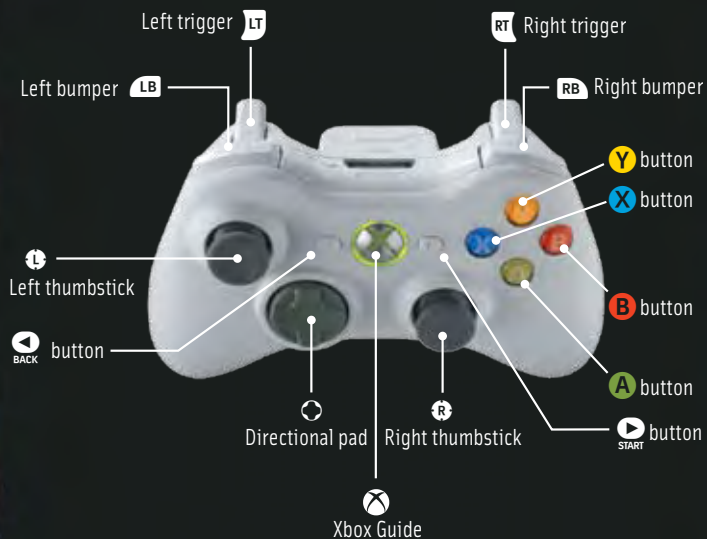 Left trigger LT
RT Right trigger
Left bumper LB
RB Right bumper
Y button
X button
L
Left thumbstick
B button
BACK button
A button
Directional pad
R
Right thumbstick
START button
Xbox Guide